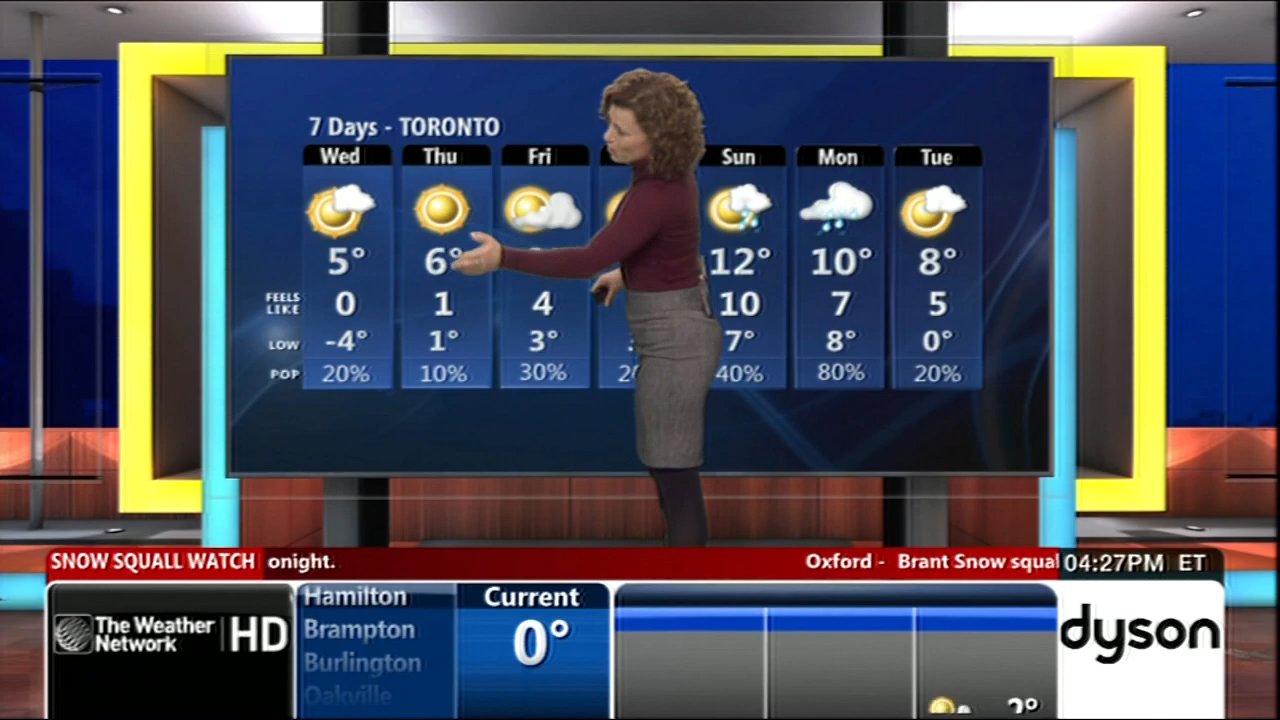 7 Days - TORONTO
Wed Thu Fri Sun Mon Tue
5° 6° 12° 10° 8°
FEELS LIKE 0 1 4 10 7 5
LOW -4° 1° 3° 7° 8° 0°
POP 20% 10% 30% 40% 80% 20%
SNOW SQUALL WATCH onight. Oxford - Brant Snow squal 04:27PM ET
The Weather Network HD
Hamilton
Brampton
Burlington
Oakville
Current
0°
2°
dyson